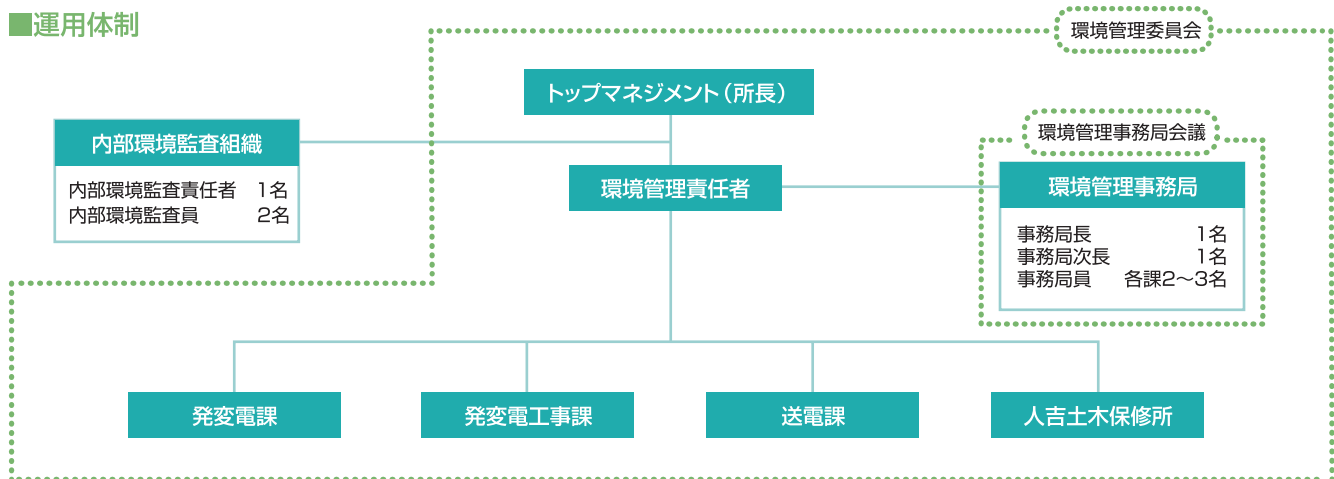 ■運用体制
環境管理委員会
トップマネジメント（所長）
内部環境監査組織
内部環境監査責任者　1名
内部環境監査員　2名
環境管理責任者
環境管理事務局会議
環境管理事務局
事務局長　1名
事務局次長　1名
事務局員　各課2〜3名
発変電課
発変電工事課
送電課
人吉土木保修所